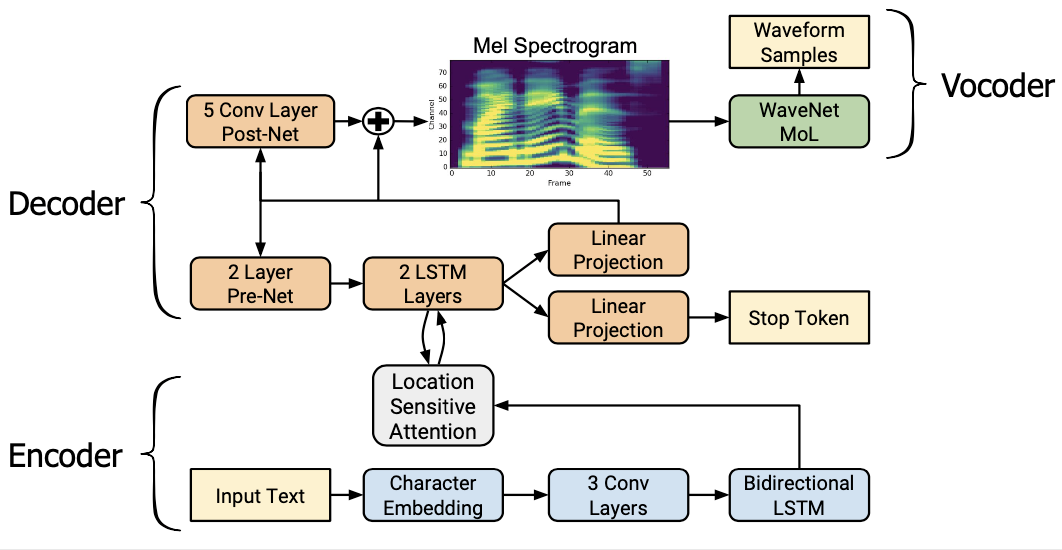 Mel Spectrogram
70
60
50
40
30
20
10
0
Channel
0 10 20 30 40 50
Frame
Waveform
Samples
Vocoder
WaveNet
MoL
5 Conv Layer
Post-Net
Decoder
Linear
Projection
2 Layer
Pre-Net
2 LSTM
Layers
Linear
Projection
Stop Token
Location
Sensitive
Attention
Encoder
Input Text
Character
Embedding
3 Conv
Layers
Bidirectional
LSTM